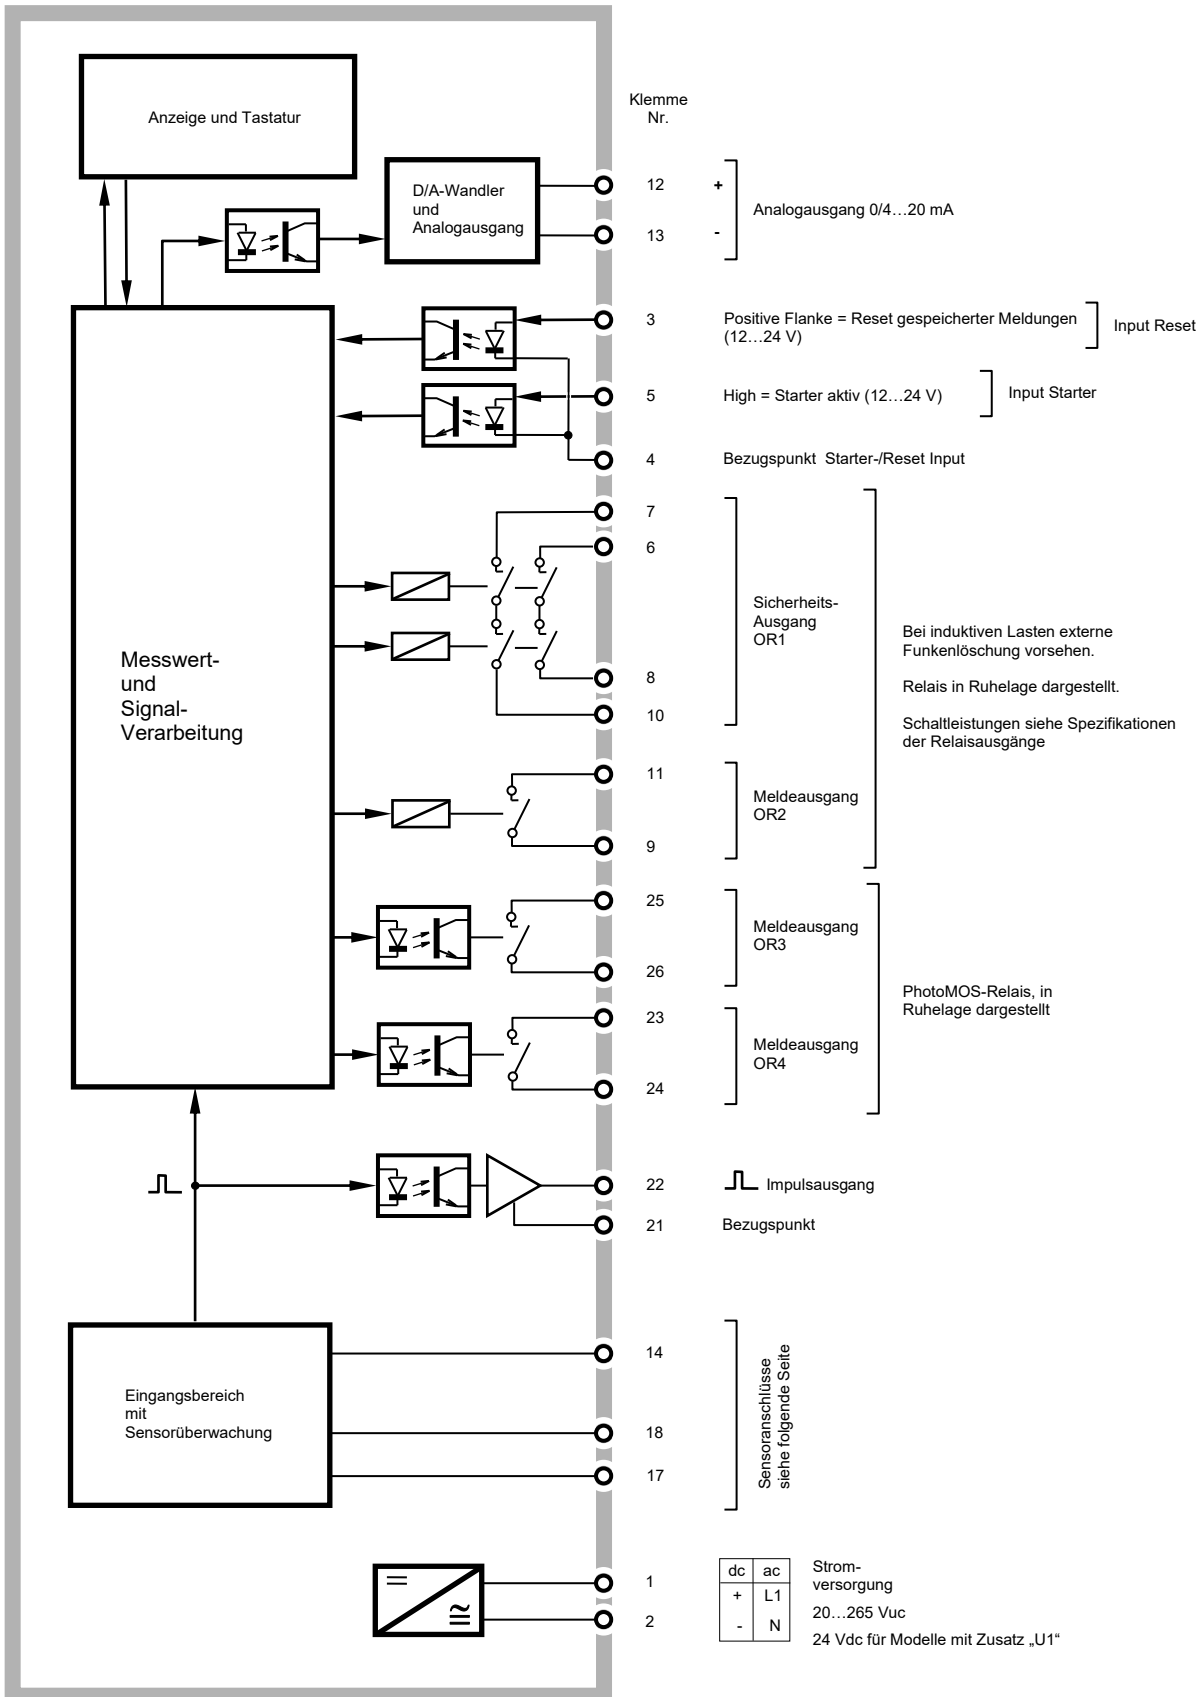 Anzeige und Tastatur
Klemme
Nr.
D/A-Wandler
und
Analogausgang
12 +
13 -
Analogausgang 0/4…20 mA
3 Positive Flanke = Reset gespeicherter Meldungen
(12…24 V)
Input Reset
5 High = Starter aktiv (12…24 V)
Input Starter
4 Bezugspunkt Starter-/Reset Input
7
6
8
10
Sicherheits-
Ausgang
OR1
Bei induktiven Lasten externe
Funkenlöschung vorsehen.
Relais in Ruhelage dargestellt.
Schaltleistungen siehe Spezifikationen
der Relaisausgänge
Messwert-
und
Signal-
Verarbeitung
11
9
Meldeausgang
OR2
25
26
Meldeausgang
OR3
23
24
Meldeausgang
OR4
PhotoMOS-Relais, in
Ruhelage dargestellt
22 Impulsausgang
21 Bezugspunkt
Eingangsbereich
mit
Sensorüberwachung
14
18
17
Sensoranschlüsse
siehe folgende Seite
1
2
dc ac
+ L1
- N
Strom-
versorgung
20…265 Vuc
24 Vdc für Modelle mit Zusatz „U1“